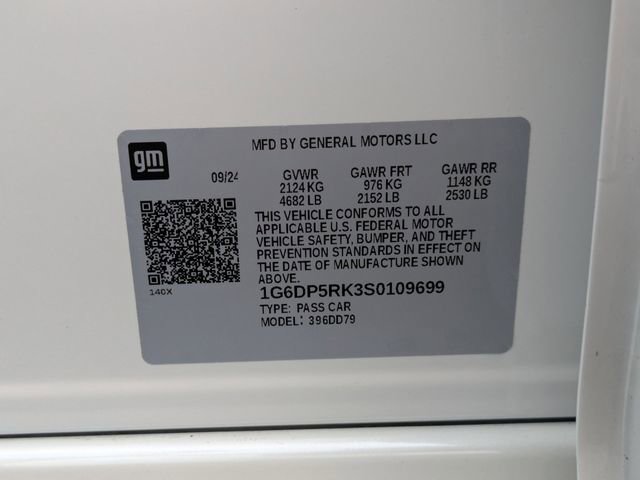 gm
MFD BY GENERAL MOTORS LLC
09/24 GVWR GAWR FRT GAWR RR
2124 KG 976 KG 1148 KG
4682 LB 2152 LB 2530 LB
THIS VEHICLE CONFORMS TO ALL
APPLICABLE U.S. FEDERAL MOTOR
VEHICLE SAFETY, BUMPER, AND THEFT
PREVENTION STANDARDS IN EFFECT ON
THE DATE OF MANUFACTURE SHOWN
ABOVE.
140X
1G6DP5RK3S0109699
TYPE: PASS CAR
MODEL: 396DD79